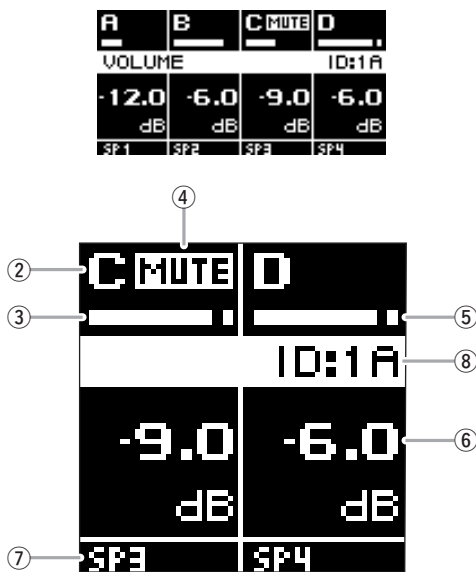 A B C MUTE D
VOLUME ID:1A
-12.0 -6.0 -9.0 -6.0
dB dB dB dB
SP1 SP2 SP3 SP4
④
② C MUTE D
③ ⑤
ID:1A ⑧
-9.0 -6.0 ⑥
dB dB
⑦ SP3 SP4